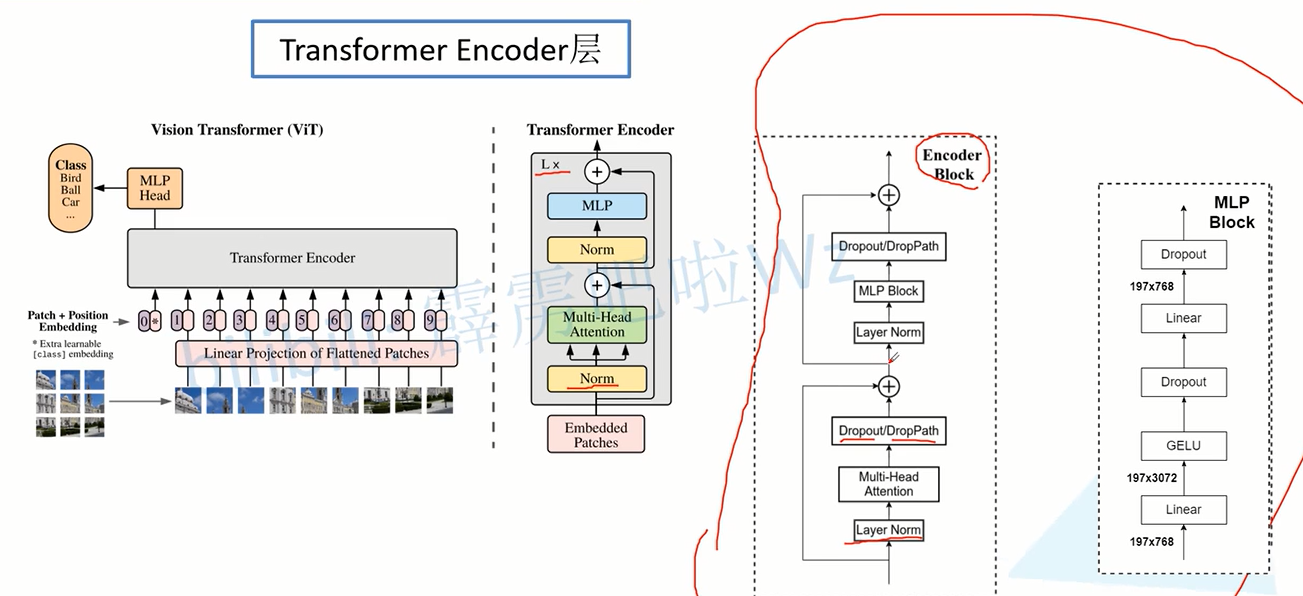 Transformer Encoder层
Vision Transformer (ViT)
Class
Bird
Ball
Car
...
MLP
Head
Transformer Encoder
Patch + Position
Embedding
* Extra learnable
[class] embedding
0 * 1 2 3 4 5 6 7 8 9
Linear Projection of Flattened Patches
Transformer Encoder
L ×
+
MLP
Norm
+
Multi-Head
Attention
Norm
Embedded
Patches
Encoder
Block
+
Dropout/DropPath
MLP Block
Layer Norm
+
Dropout/DropPath
Multi-Head
Attention
Layer Norm
MLP
Block
Dropout
197x768
Linear
Dropout
GELU
197x3072
Linear
197x768
bilibili: 霹雳吧啦Wz